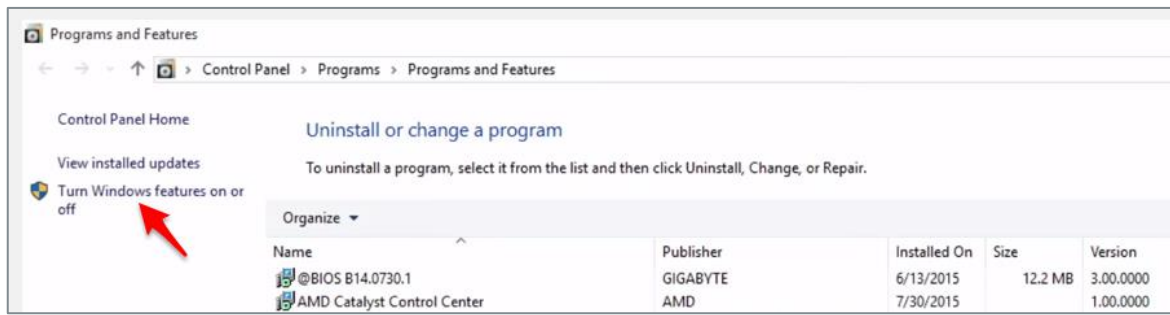 Programs and Features
Control Panel > Programs > Programs and Features
Control Panel Home
Uninstall or change a program
View installed updates
To uninstall a program, select it from the list and then click Uninstall, Change, or Repair.
Turn Windows features on or
off
Organize
Name Publisher Installed On Size Version
@BIOS B14.0730.1 GIGABYTE 6/13/2015 12.2 MB 3.00.0000
AMD Catalyst Control Center AMD 7/30/2015 1.00.0000